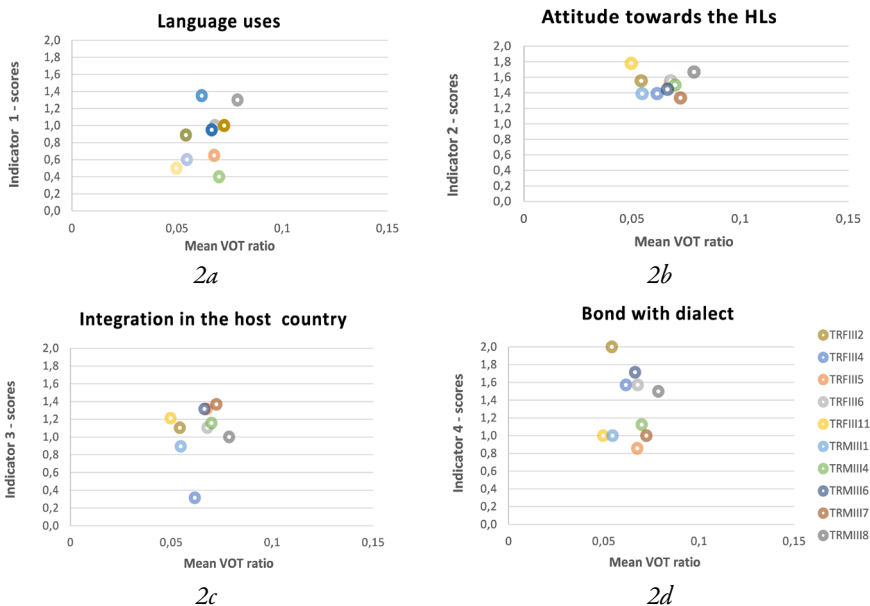 Language uses
Indicator 1 - scores
2,0
1,8
1,6
1,4
1,2
1,0
0,8
0,6
0,4
0,2
0,0
0 0,05 0,1 0,15
Mean VOT ratio
2a
Attitude towards the HLs
Indicator 2 - scores
2,0
1,8
1,6
1,4
1,2
1,0
0,8
0,6
0,4
0,2
0,0
0 0,05 0,1 0,15
Mean VOT ratio
2b
Integration in the host country
Indicator 3 - scores
2,0
1,8
1,6
1,4
1,2
1,0
0,8
0,6
0,4
0,2
0,0
0 0,05 0,1 0,15
Mean VOT ratio
2c
Bond with dialect
Indicator 4 - scores
2,0
1,8
1,6
1,4
1,2
1,0
0,8
0,6
0,4
0,2
0,0
0 0,05 0,1 0,15
Mean VOT ratio
2d
TRFIII2
TRFIII4
TRFIII5
TRFIII6
TRFIII11
TRMIII1
TRMIII4
TRMIII6
TRMIII7
TRMIII8